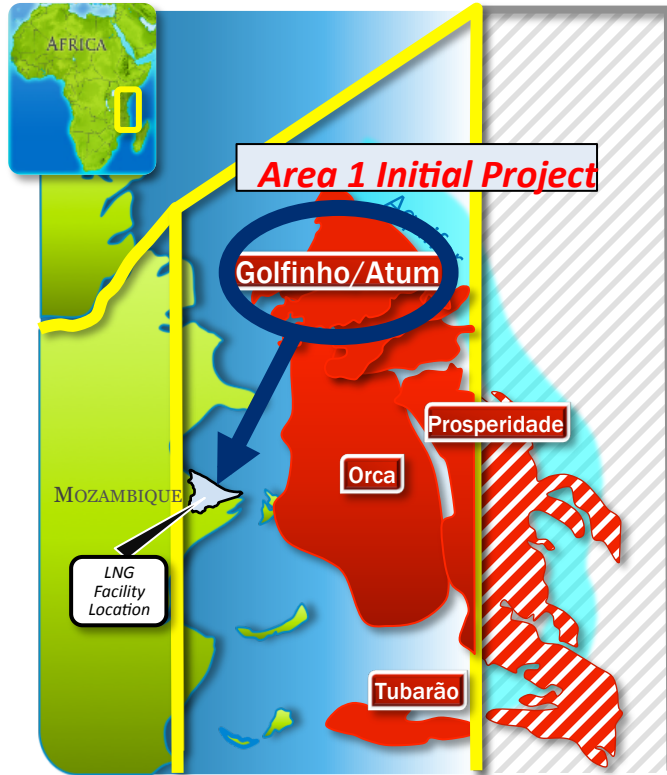 AFRICA
Area 1 Initial Project
Golfinho/Atum
Prosperidade
Orca
MOZAMBIQUE
LNG
Facility
Location
Tubarão